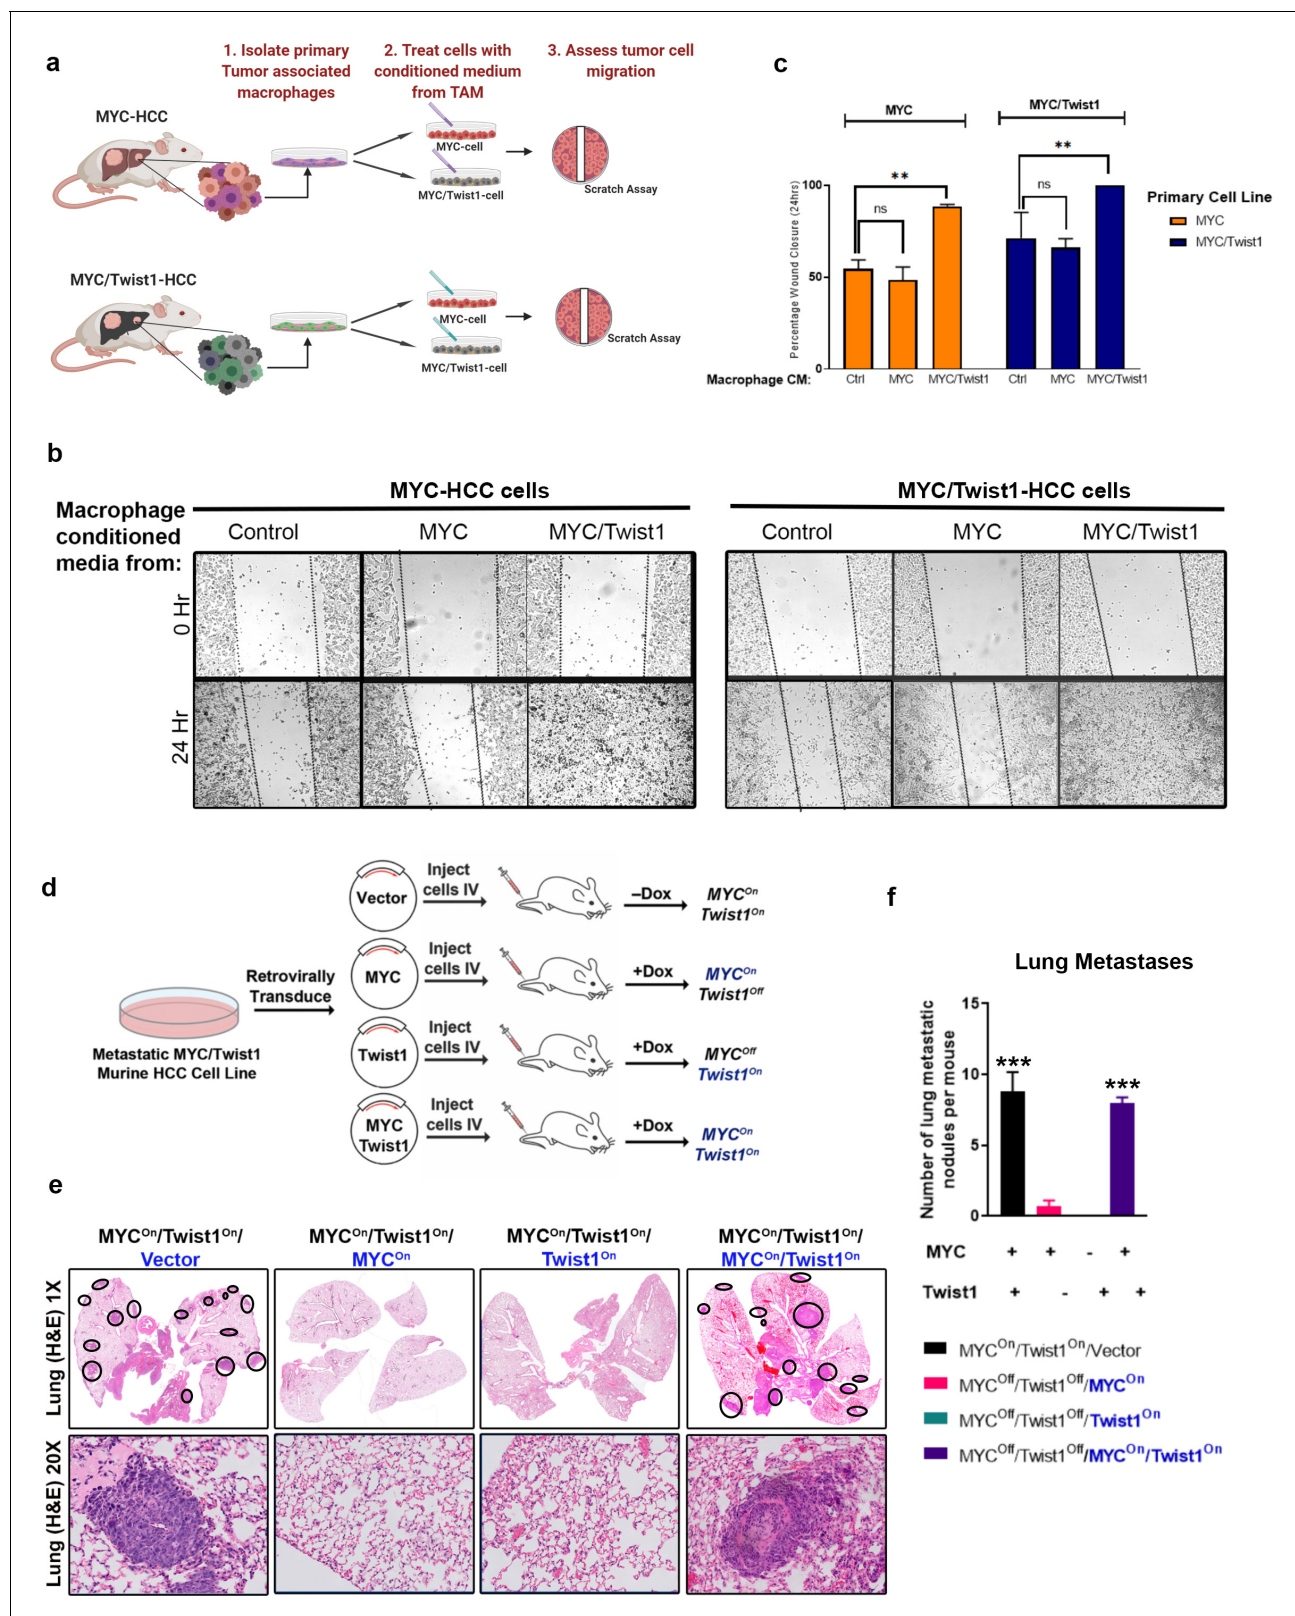 a
1. Isolate primary
Tumor associated
macrophages
2. Treat cells with
conditioned medium
from TAM
3. Assess tumor cell
migration
MYC-HCC
MYC-cell
MYC/Twist1-cell
Scratch Assay
MYC/Twist1-HCC
MYC-cell
MYC/Twist1-cell
Scratch Assay
c
MYC
MYC/Twist1
Percentage Wound Closure (24hrs)
100
50
0
ns
**
ns
**
Macrophage CM:
Ctrl
MYC
MYC/Twist1
Ctrl
MYC
MYC/Twist1
Primary Cell Line
MYC
MYC/Twist1
b
Macrophage
conditioned
media from:
MYC-HCC cells
Control
MYC
MYC/Twist1
MYC/Twist1-HCC cells
Control
MYC
MYC/Twist1
0 Hr
24 Hr
d
Metastatic MYC/Twist1
Murine HCC Cell Line
Retrovirally
Transduce
Vector
Inject
cells IV
–Dox
MYCOn
Twist1On
MYC
Inject
cells IV
+Dox
MYCOn
Twist1Off
Twist1
Inject
cells IV
+Dox
MYCOff
Twist1On
MYC
Twist1
Inject
cells IV
+Dox
MYCOn
Twist1On
e
MYCOn/Twist1On/
Vector
MYCOn/Twist1On/
MYCOn
MYCOn/Twist1On/
Twist1On
MYCOn/Twist1On/
MYCOn/Twist1On
Lung (H&E) 1X
Lung (H&E) 20X
f
Lung Metastases
Number of lung metastatic
nodules per mouse
15
10
5
0
***
***
MYC + + - +
Twist1 + - + +
MYCOn/Twist1On/Vector
MYCOff/Twist1Off/MYCOn
MYCOff/Twist1Off/Twist1On
MYCOff/Twist1Off/MYCOn/Twist1On